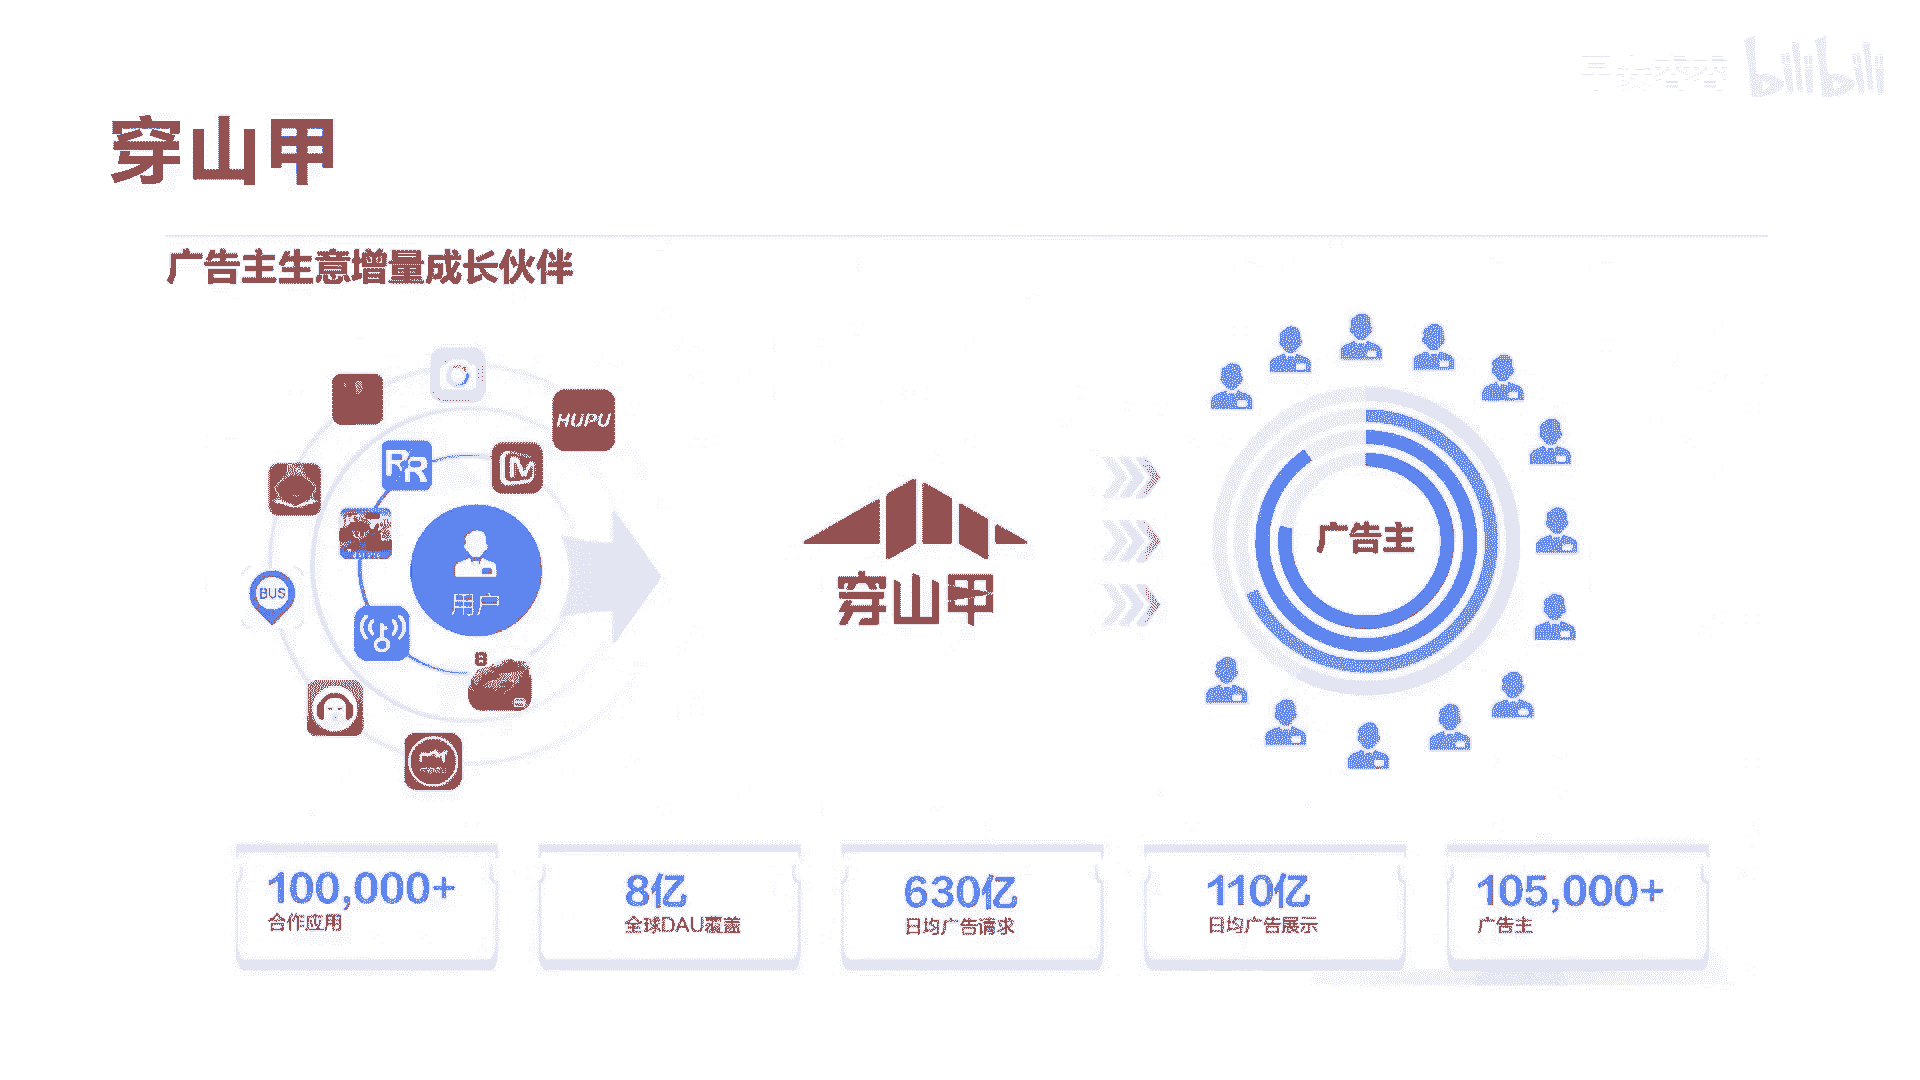 bilibili
穿山甲
广告主生意增量成长伙伴
HUPU
RR
M
BUS
用户
穿山甲
广告主
100,000+
合作应用
8亿
全球DAU覆盖
630亿
日均广告请求
110亿
日均广告展示
105,000+
广告主